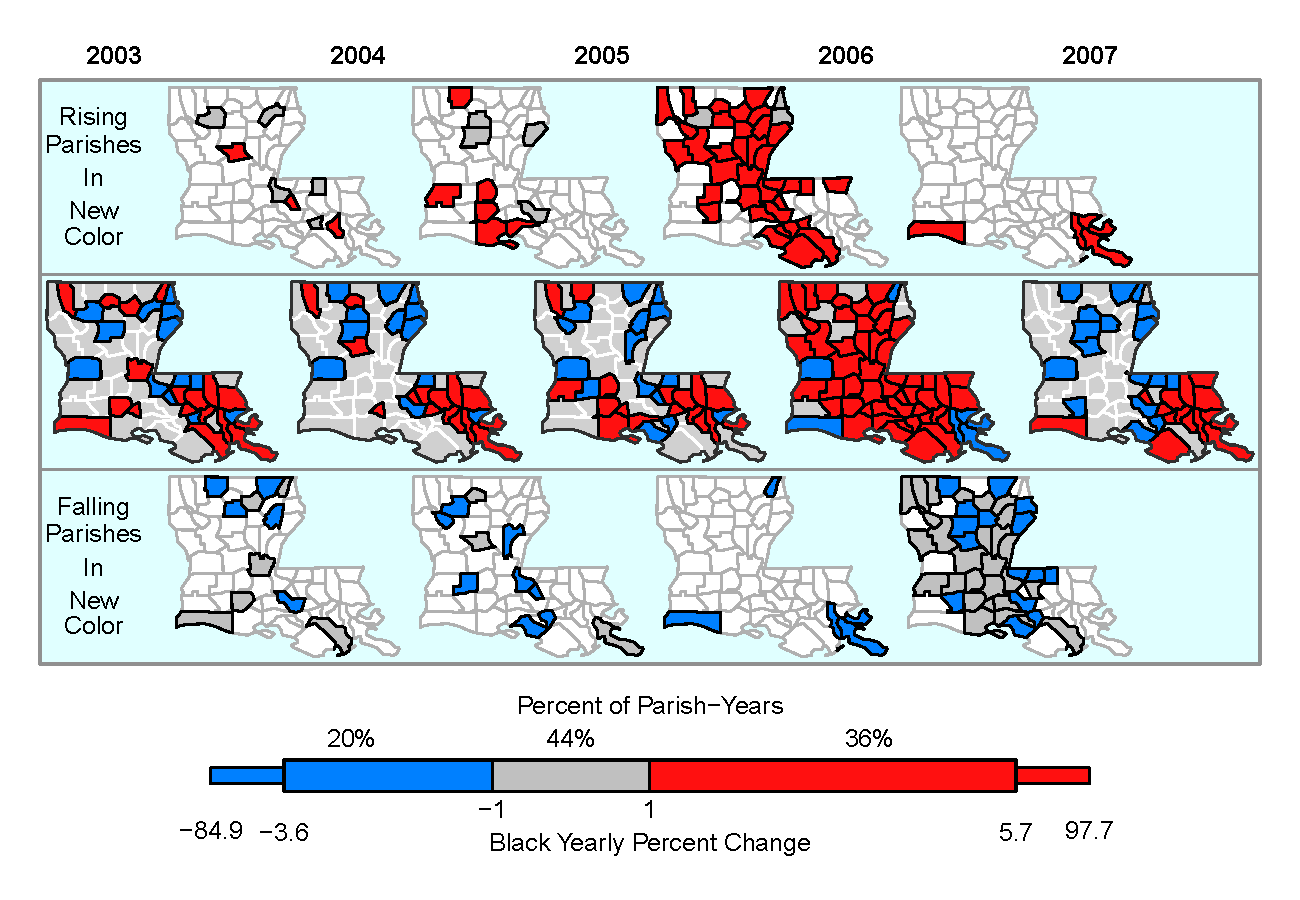 2003 2004 2005 2006 2007
Rising
Parishes
In
New
Color
Falling
Parishes
In
New
Color
Percent of Parish−Years
20% 44% 36%
−1 1
−84.9 −3.6 5.7 97.7
Black Yearly Percent Change